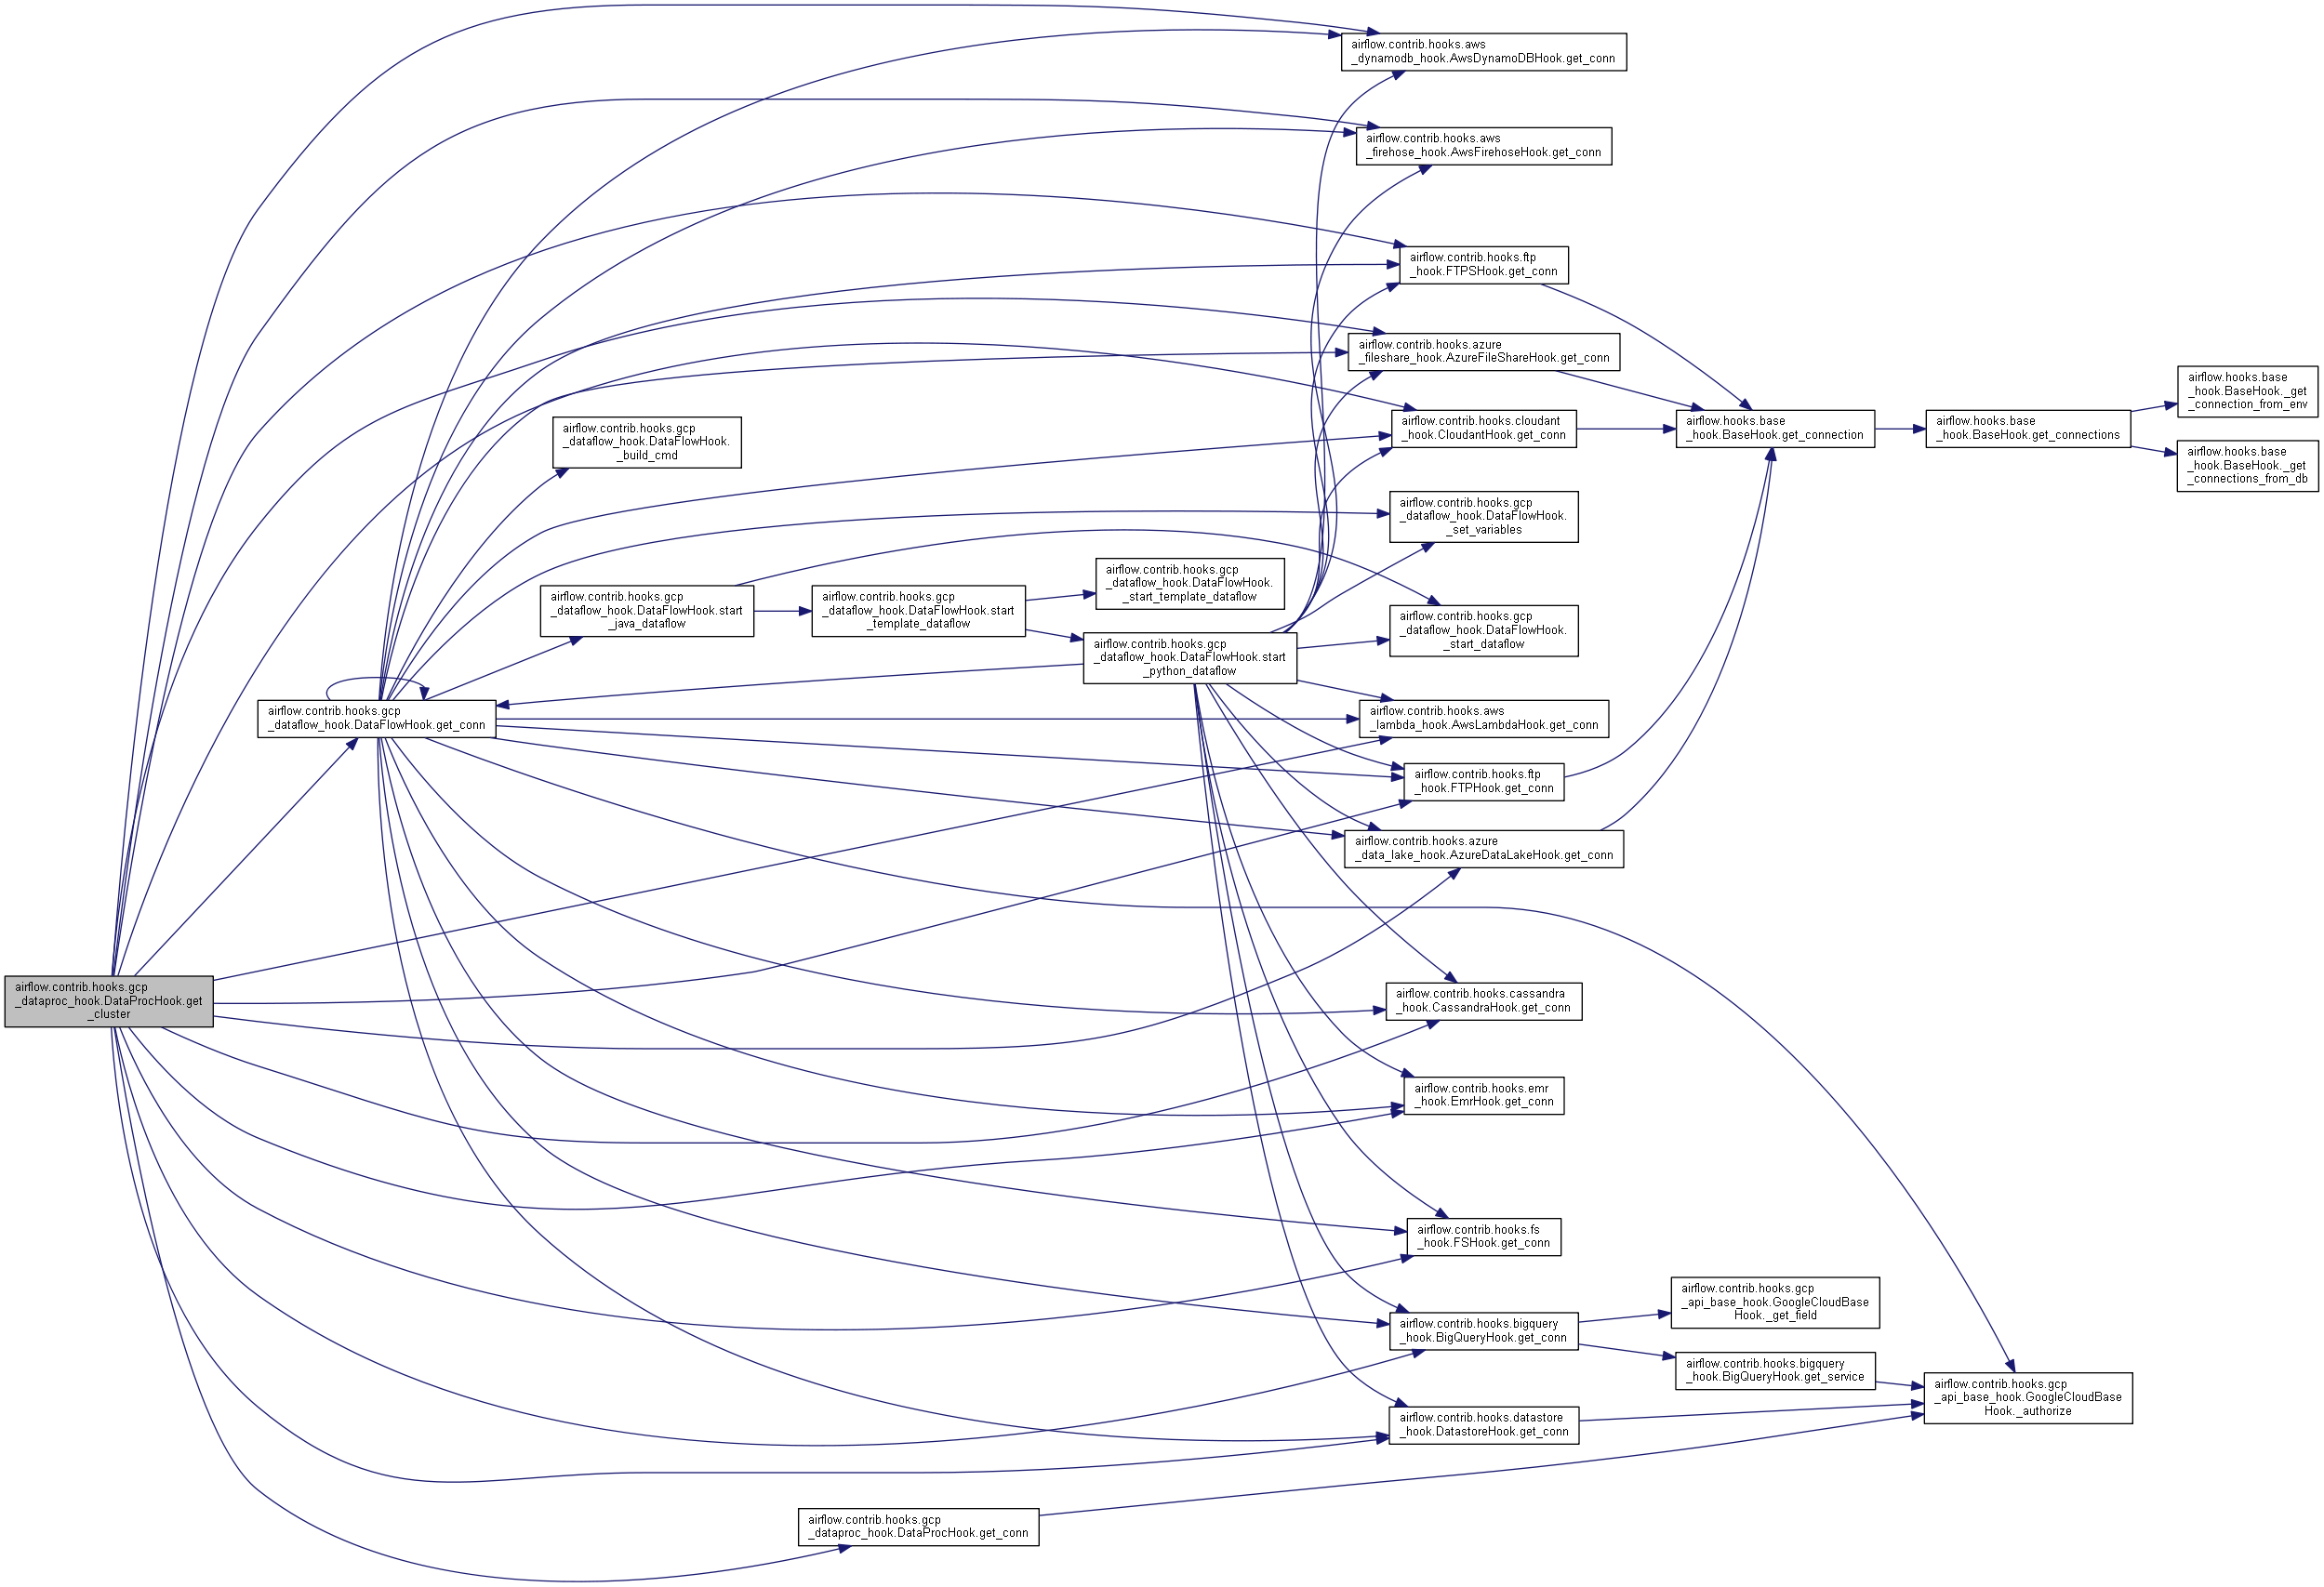 airflow.contrib.hooks.aws
_dynamodb_hook.AwsDynamoDBHook.get_conn
airflow.contrib.hooks.aws
_firehose_hook.AwsFirehoseHook.get_conn
airflow.contrib.hooks.ftp
_hook.FTPSHook.get_conn
airflow.contrib.hooks.azure
_fileshare_hook.AzureFileShareHook.get_conn
airflow.hooks.base
_hook.BaseHook._get
_connection_from_env
airflow.contrib.hooks.gcp
_dataflow_hook.DataFlowHook.
_build_cmd
airflow.contrib.hooks.cloudant
_hook.CloudantHook.get_conn
airflow.hooks.base
_hook.BaseHook.get_connection
airflow.hooks.base
_hook.BaseHook.get_connections
airflow.hooks.base
_hook.BaseHook._get
_connections_from_db
airflow.contrib.hooks.gcp
_dataflow_hook.DataFlowHook.
_set_variables
airflow.contrib.hooks.gcp
_dataflow_hook.DataFlowHook.
_start_template_dataflow
airflow.contrib.hooks.gcp
_dataflow_hook.DataFlowHook.start
_java_dataflow
airflow.contrib.hooks.gcp
_dataflow_hook.DataFlowHook.start
_template_dataflow
airflow.contrib.hooks.gcp
_dataflow_hook.DataFlowHook.
_start_dataflow
airflow.contrib.hooks.gcp
_dataflow_hook.DataFlowHook.start
_python_dataflow
airflow.contrib.hooks.gcp
_dataflow_hook.DataFlowHook.get_conn
airflow.contrib.hooks.aws
_lambda_hook.AwsLambdaHook.get_conn
airflow.contrib.hooks.ftp
_hook.FTPHook.get_conn
airflow.contrib.hooks.azure
_data_lake_hook.AzureDataLakeHook.get_conn
airflow.contrib.hooks.gcp
_dataproc_hook.DataProcHook.get
_cluster
airflow.contrib.hooks.cassandra
_hook.CassandraHook.get_conn
airflow.contrib.hooks.emr
_hook.EmrHook.get_conn
airflow.contrib.hooks.fs
_hook.FSHook.get_conn
airflow.contrib.hooks.gcp
_api_base_hook.GoogleCloudBase
Hook._get_field
airflow.contrib.hooks.bigquery
_hook.BigQueryHook.get_conn
airflow.contrib.hooks.bigquery
_hook.BigQueryHook.get_service
airflow.contrib.hooks.gcp
_api_base_hook.GoogleCloudBase
Hook._authorize
airflow.contrib.hooks.datastore
_hook.DatastoreHook.get_conn
airflow.contrib.hooks.gcp
_dataproc_hook.DataProcHook.get_conn